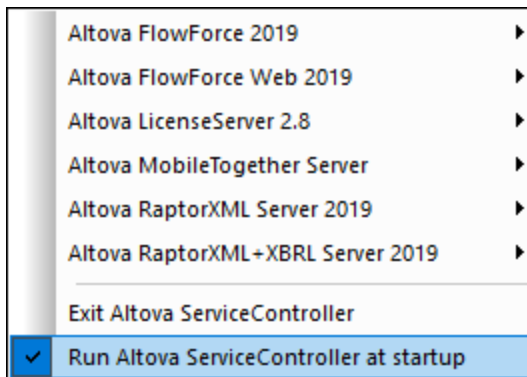 Altova FlowForce 2019
Altova FlowForce Web 2019
Altova LicenseServer 2.8
Altova MobileTogether Server
Altova RaptorXML Server 2019
Altova RaptorXML+XBRL Server 2019
Exit Altova ServiceController
Run Altova ServiceController at startup